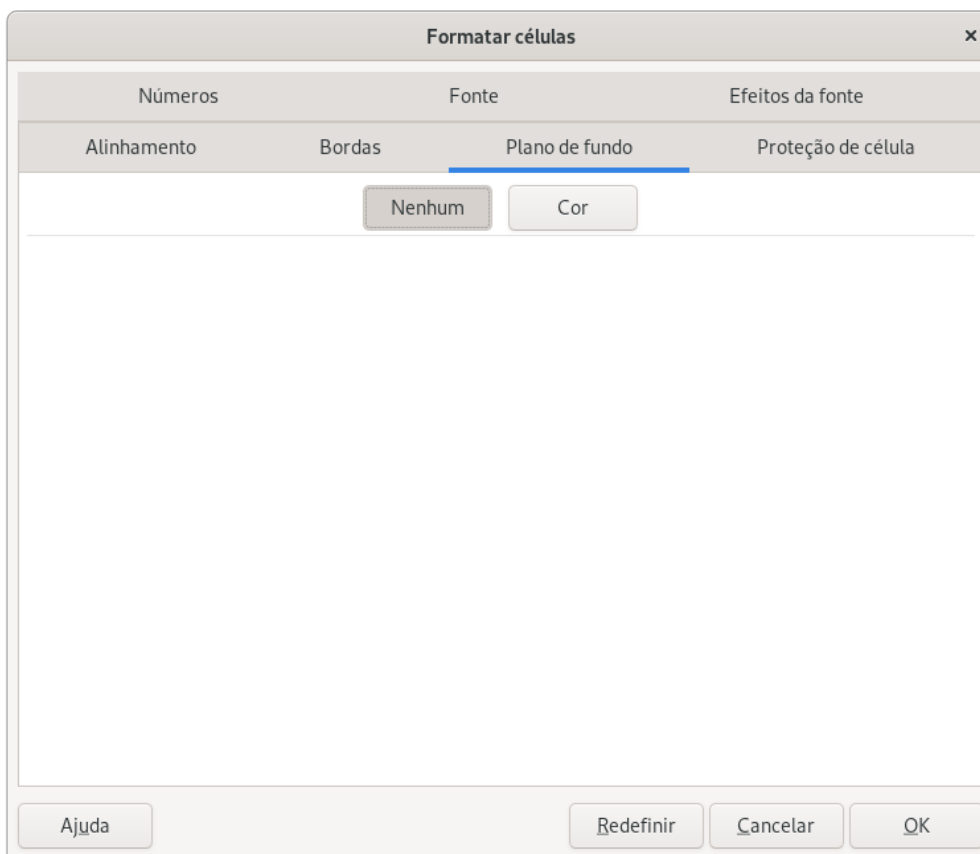 Formatar células ×
Números Fonte Efeitos da fonte
Alinhamento Bordas Plano de fundo Proteção de célula
Nenhum Cor
Ajuda Redefinir Cancelar OK